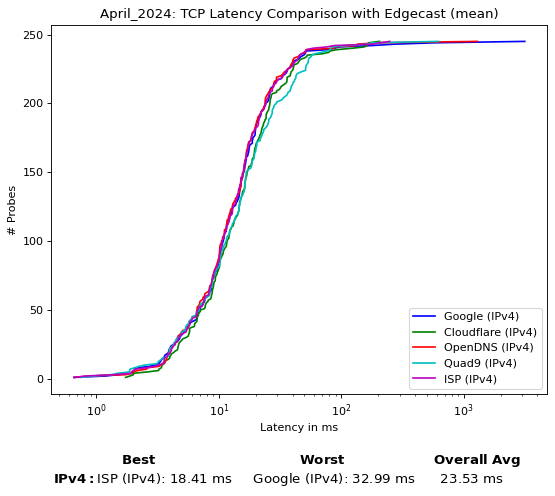 April_2024: TCP Latency Comparison with Edgecast (mean)
250
200
150
100
50
0
# Probes
Google (IPv4)
Cloudflare (IPv4)
OpenDNS (IPv4)
Quad9 (IPv4)
ISP (IPv4)
10⁰ 10¹ 10² 10³
Latency in ms
Best Worst Overall Avg
IPv4: ISP (IPv4): 18.41 ms Google (IPv4): 32.99 ms 23.53 ms